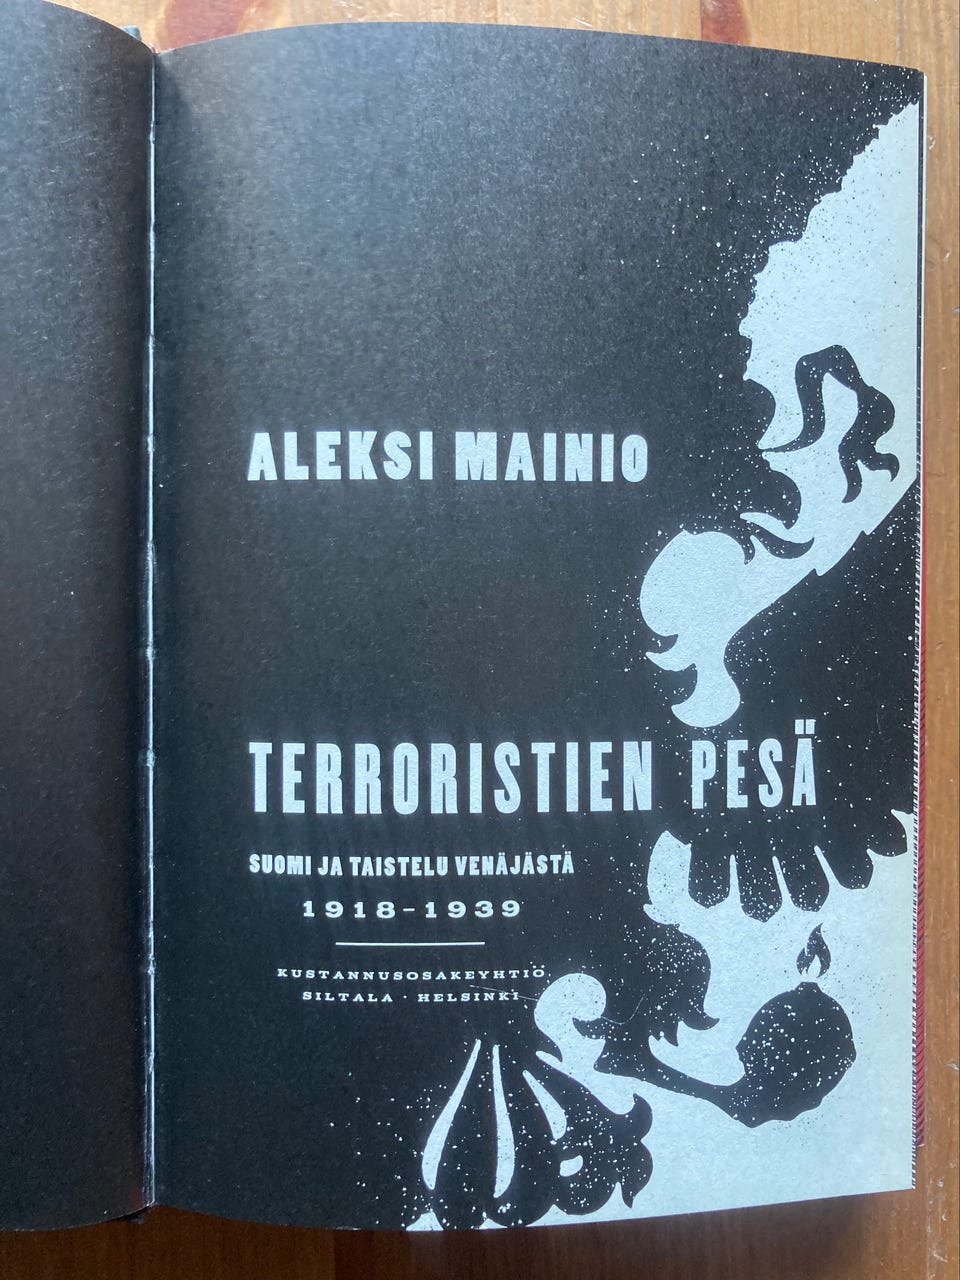 ALEKSI MAINIO
TERRORISTIEN PESÄ
SUOMI JA TAISTELU VENÄJÄSTÄ
1918–1939
KUSTANNUSOSAKEYHTIÖ
SILTALA · HELSINKI